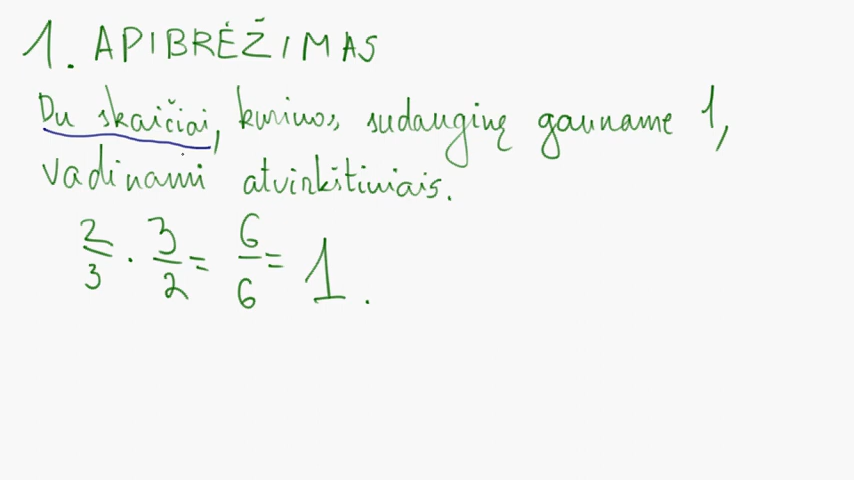 1. APIBRĖŽIMAS
Du skaičiai, kuriuos sudauginę gauname 1,
vadinami atvirkštiniais.
2/3 · 3/2 = 6/6 = 1.